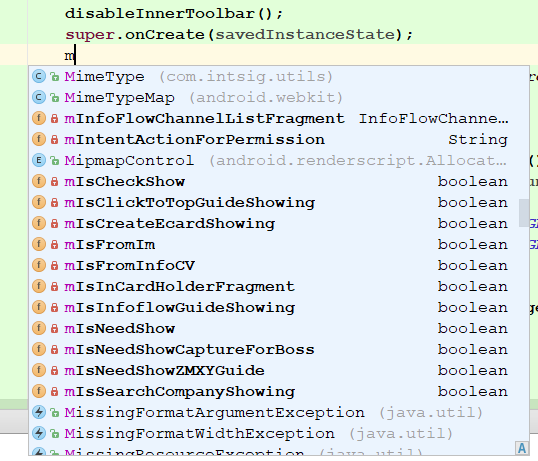 disableInnerToolbar();
super.onCreate(savedInstanceState);
m
MimeType (com.intsig.utils)
MimeTypeMap (android.webkit)
mInfoFlowChannelListFragment InfoFlowChanne…
mIntentActionForPermission String
MipmapControl (android.renderscript.Allocat…
mIsCheckShow boolean
mIsClickToTopGuideShowing boolean
mIsCreateEcardShowing boolean
mIsFromIm boolean
mIsFromInfoCV boolean
mIsInCardHolderFragment boolean
mIsInfoflowGuideShowing boolean
mIsNeedShow boolean
mIsNeedShowCaptureForBoss boolean
mIsNeedShowZMXYGuide boolean
mIsSearchCompanyShowing boolean
MissingFormatArgumentException (java.util)
MissingFormatWidthException (java.util)
MissingResourceException (java.util)